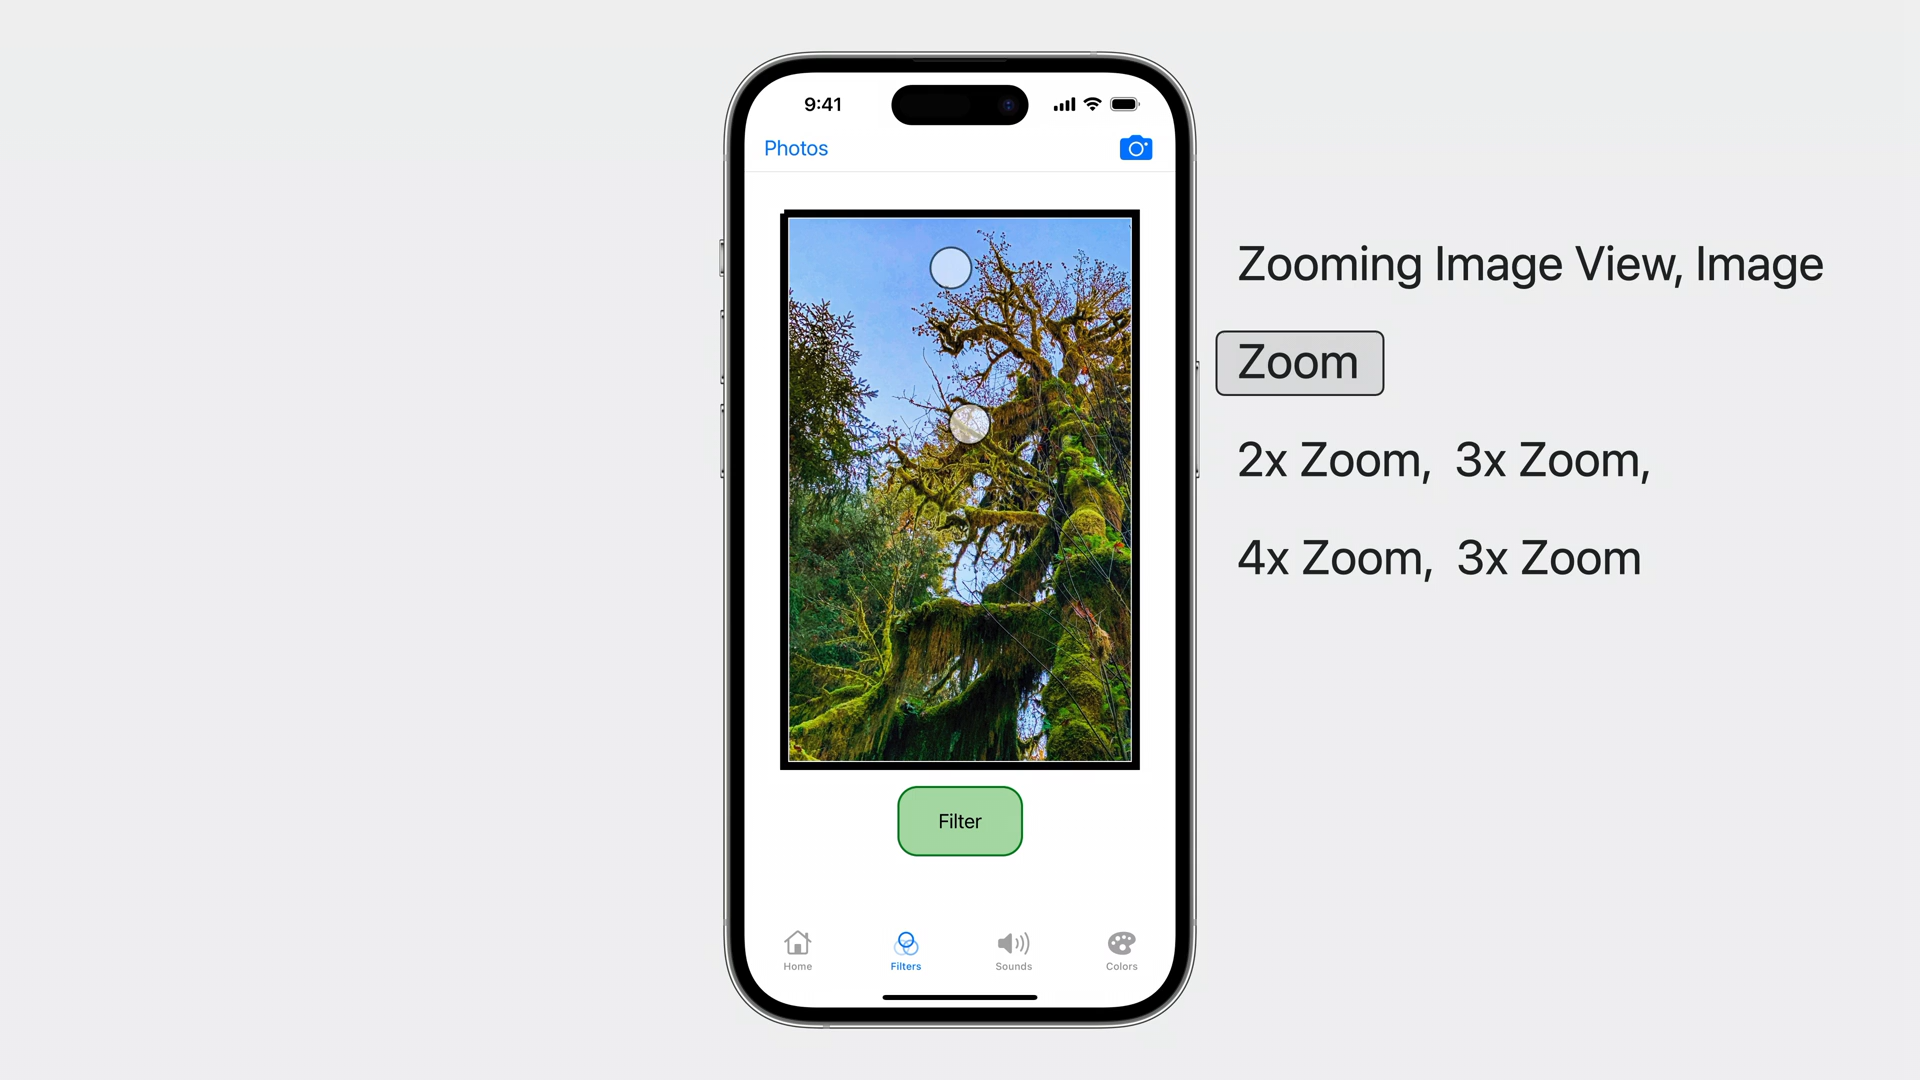 9:41
Photos
Zooming Image View, Image
Zoom
2x Zoom, 3x Zoom,
4x Zoom, 3x Zoom
Filter
Home
Filters
Sounds
Colors